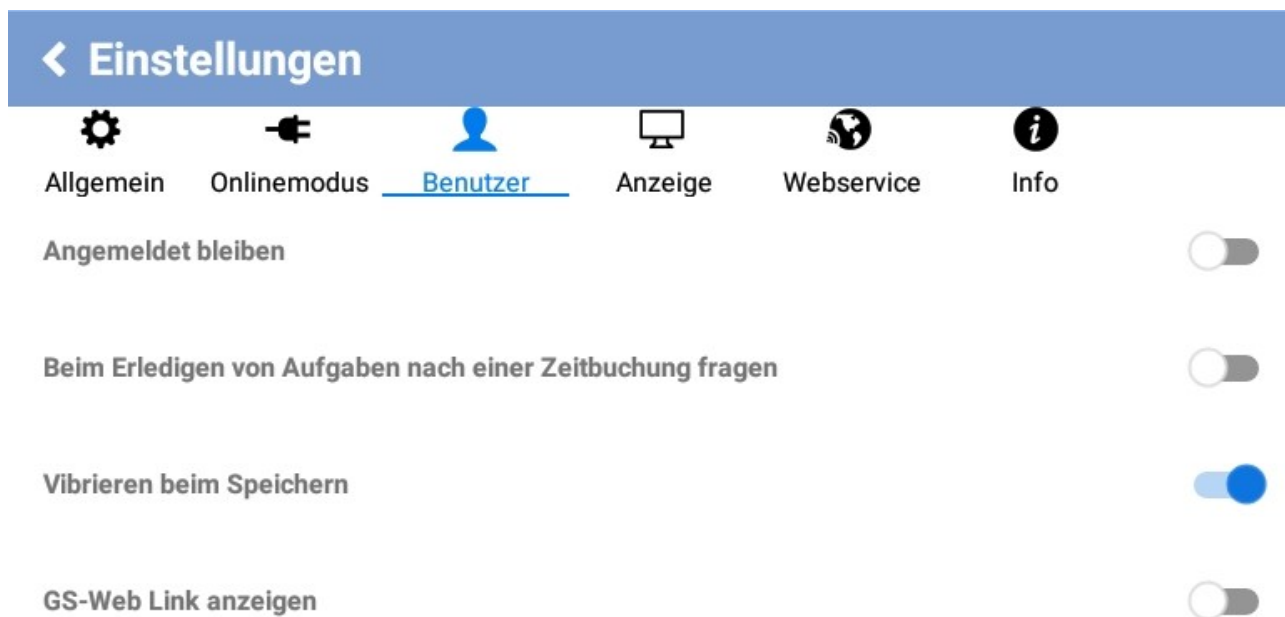 Einstellungen
Allgemein Onlinemodus Benutzer Anzeige Webservice Info
Angemeldet bleiben
Beim Erledigen von Aufgaben nach einer Zeitbuchung fragen
Vibrieren beim Speichern
GS-Web Link anzeigen